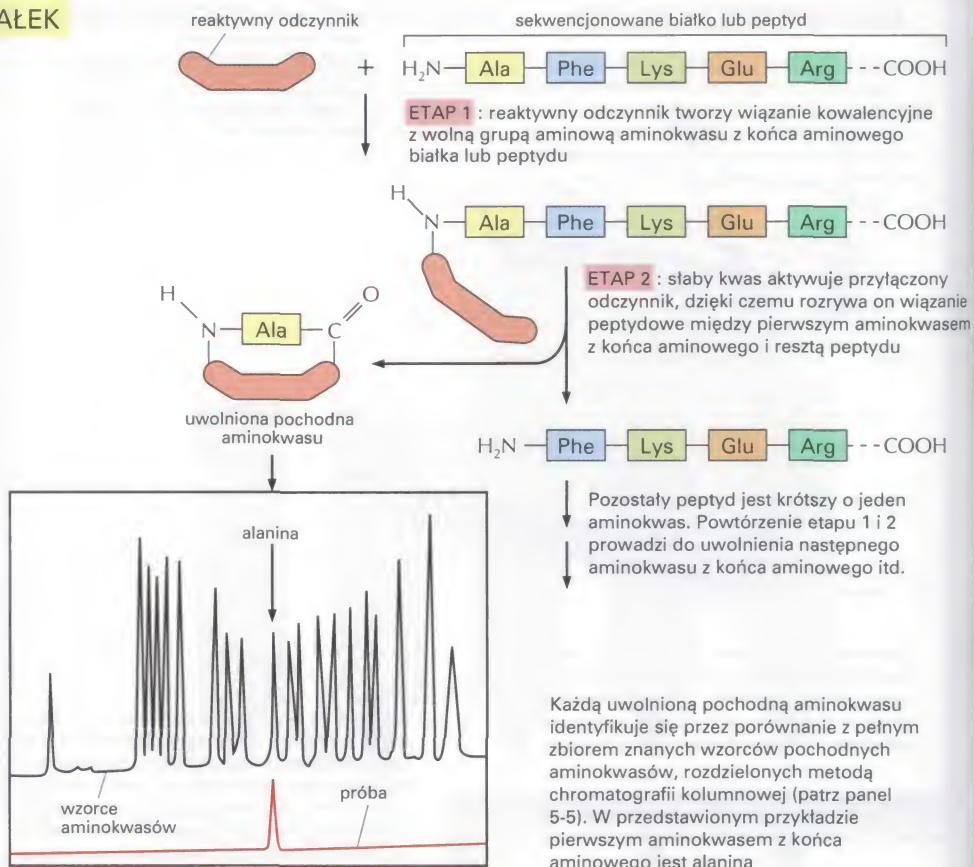 AŁEK
reaktywny odczynnik
sekwencjonowane białko lub peptyd
+ H₂N— Ala Phe Lys Glu Arg ---COOH
ETAP 1 : reaktywny odczynnik tworzy wiązanie kowalencyjne
z wolną grupą aminową aminokwasu z końca aminowego
białka lub peptydu
H
N— Ala Phe Lys Glu Arg ---COOH
ETAP 2 : słaby kwas aktywuje przyłączony
odczynnik, dzięki czemu rozrywa on wiązanie
peptydowe między pierwszym aminokwasem
z końca aminowego i resztą peptydu
H O
N— Ala —C
uwolniona pochodna
aminokwasu
H₂N — Phe Lys Glu Arg ---COOH
Pozostały peptyd jest krótszy o jeden
aminokwas. Powtórzenie etapu 1 i 2
prowadzi do uwolnienia następnego
aminokwasu z końca aminowego itd.
alanina
wzorce
aminokwasów
próba
Każdą uwolnioną pochodną aminokwasu
identyfikuje się przez porównanie z pełnym
zbiorem znanych wzorców pochodnych
aminokwasów, rozdzielonych metodą
chromatografii kolumnowej (patrz panel
5-5). W przedstawionym przykładzie
pierwszym aminokwasem z końca
aminowego jest alanina